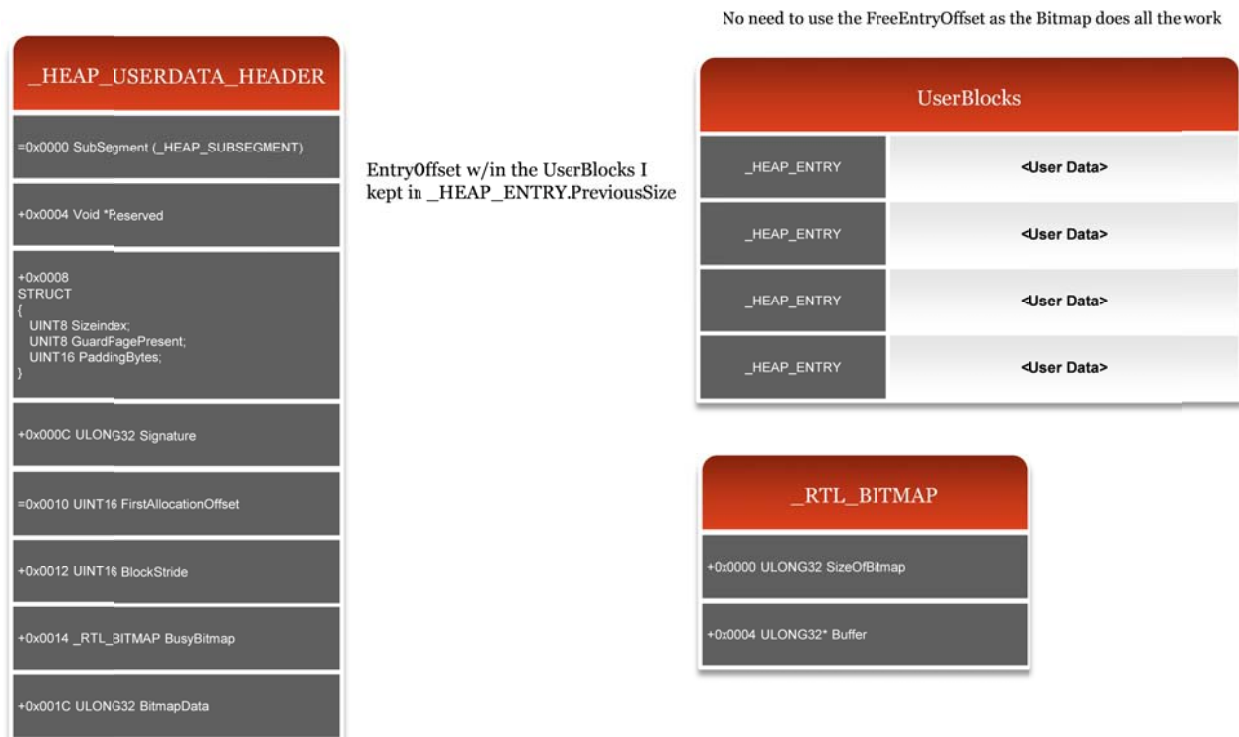 No need to use the FreeEntryOffset as the Bitmap does all the work
_HEAP_USERDATA_HEADER
=0x0000 SubSegment (_HEAP_SUBSEGMENT)
+0x0004 Void *Reserved
+0x0008
STRUCT
{
UINT8 Sizeindex;
UNIT8 GuardPagePresent;
UINT16 PaddingBytes;
}
+0x000C ULONG32 Signature
=0x0010 UINT16 FirstAllocationOffset
+0x0012 UINT16 BlockStride
+0x0014 _RTL_BITMAP BusyBitmap
+0x001C ULONG32 BitmapData
EntryOffset w/in the UserBlocks I
kept in _HEAP_ENTRY.PreviousSize
UserBlocks
_HEAP_ENTRY <User Data>
_HEAP_ENTRY <User Data>
_HEAP_ENTRY <User Data>
_HEAP_ENTRY <User Data>
_RTL_BITMAP
+0x0000 ULONG32 SizeOfBitmap
+0x0004 ULONG32* Buffer